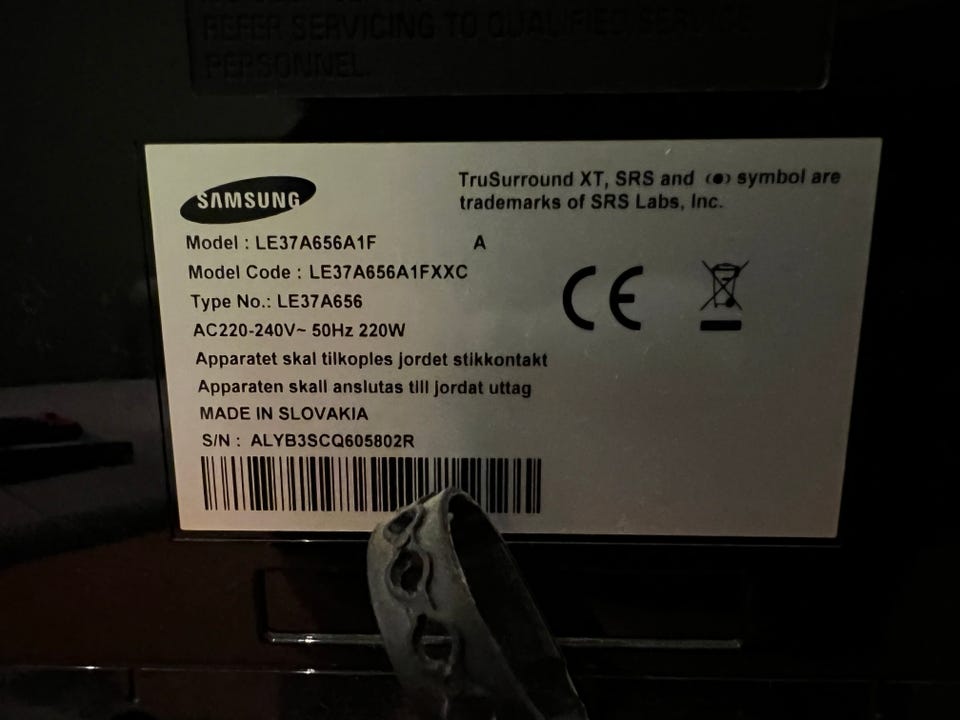 REFER SERVICING TO QUALIFIED SERVICE
PERSONNEL.
SAMSUNG
TruSurround XT, SRS and (●) symbol are
trademarks of SRS Labs, Inc.
Model : LE37A656A1F A
Model Code : LE37A656A1FXXC
Type No.: LE37A656
AC220-240V~ 50Hz 220W
Apparatet skal tilkoples jordet stikkontakt
Apparaten skall anslutas till jordat uttag
MADE IN SLOVAKIA
S/N : ALYB3SCQ605802R
CE